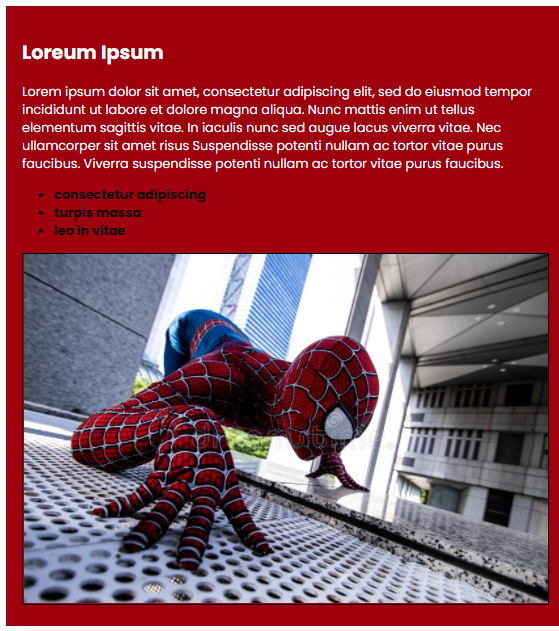 Loreum Ipsum
Lorem ipsum dolor sit amet, consectetur adipiscing elit, sed do eiusmod tempor
incididunt ut labore et dolore magna aliqua. Nunc mattis enim ut tellus
elementum sagittis vitae. In iaculis nunc sed augue lacus viverra vitae. Nec
ullamcorper sit amet risus Suspendisse potenti nullam ac tortor vitae purus
faucibus. Viverra suspendisse potenti nullam ac tortor vitae purus faucibus.
• consectetur adipiscing
• turpis massa
• leo in vitae